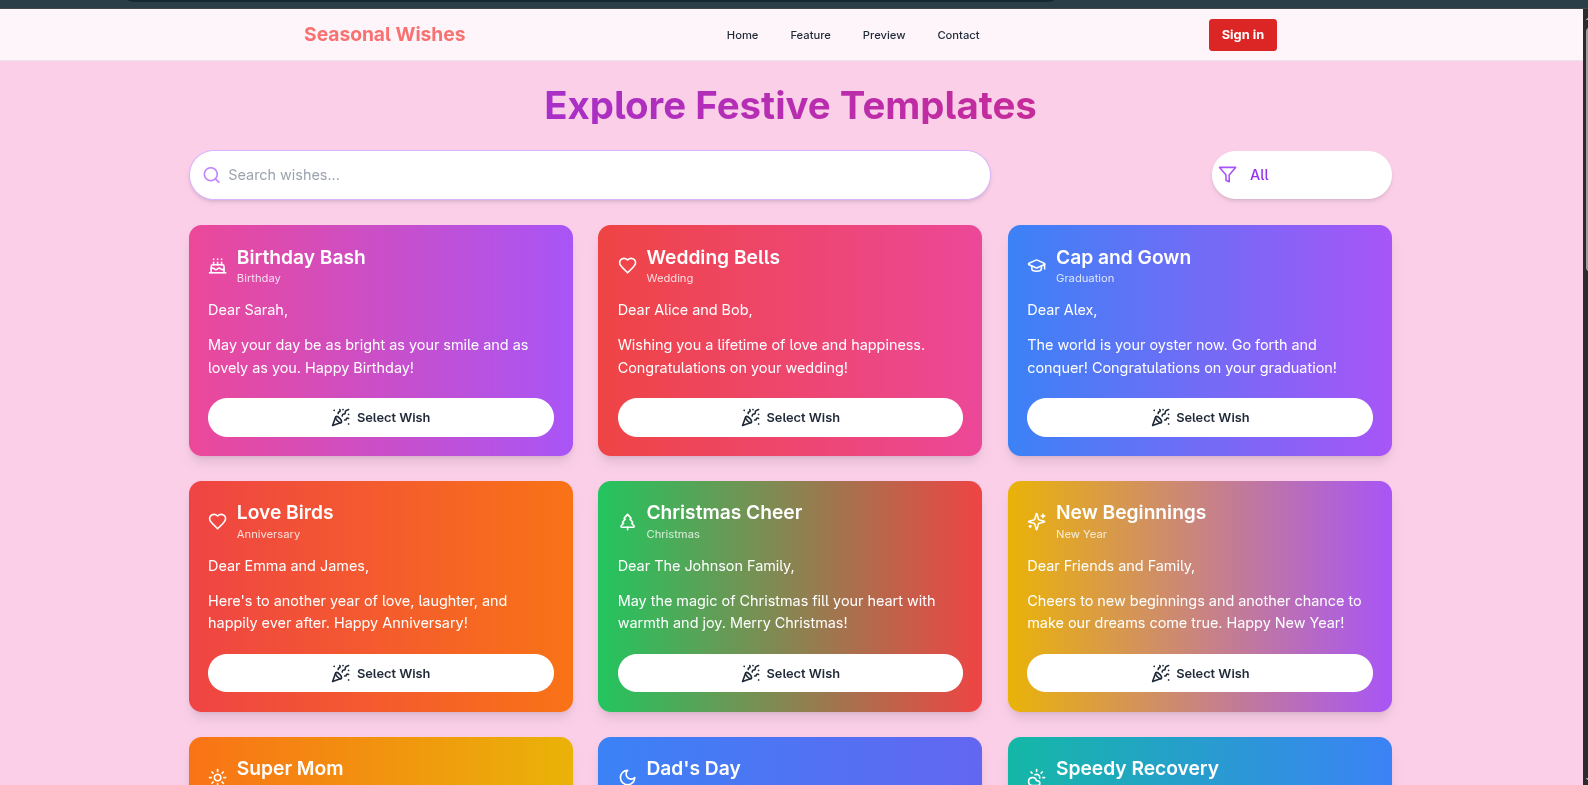 Seasonal Wishes
Home
Feature
Preview
Contact
Sign in
Explore Festive Templates
Search wishes...
All
Birthday Bash
Birthday
Dear Sarah,
May your day be as bright as your smile and as
lovely as you. Happy Birthday!
Select Wish
Wedding Bells
Wedding
Dear Alice and Bob,
Wishing you a lifetime of love and happiness.
Congratulations on your wedding!
Select Wish
Cap and Gown
Graduation
Dear Alex,
The world is your oyster now. Go forth and
conquer! Congratulations on your graduation!
Select Wish
Love Birds
Anniversary
Dear Emma and James,
Here's to another year of love, laughter, and
happily ever after. Happy Anniversary!
Select Wish
Christmas Cheer
Christmas
Dear The Johnson Family,
May the magic of Christmas fill your heart with
warmth and joy. Merry Christmas!
Select Wish
New Beginnings
New Year
Dear Friends and Family,
Cheers to new beginnings and another chance to
make our dreams come true. Happy New Year!
Select Wish
Super Mom
Dad's Day
Speedy Recovery